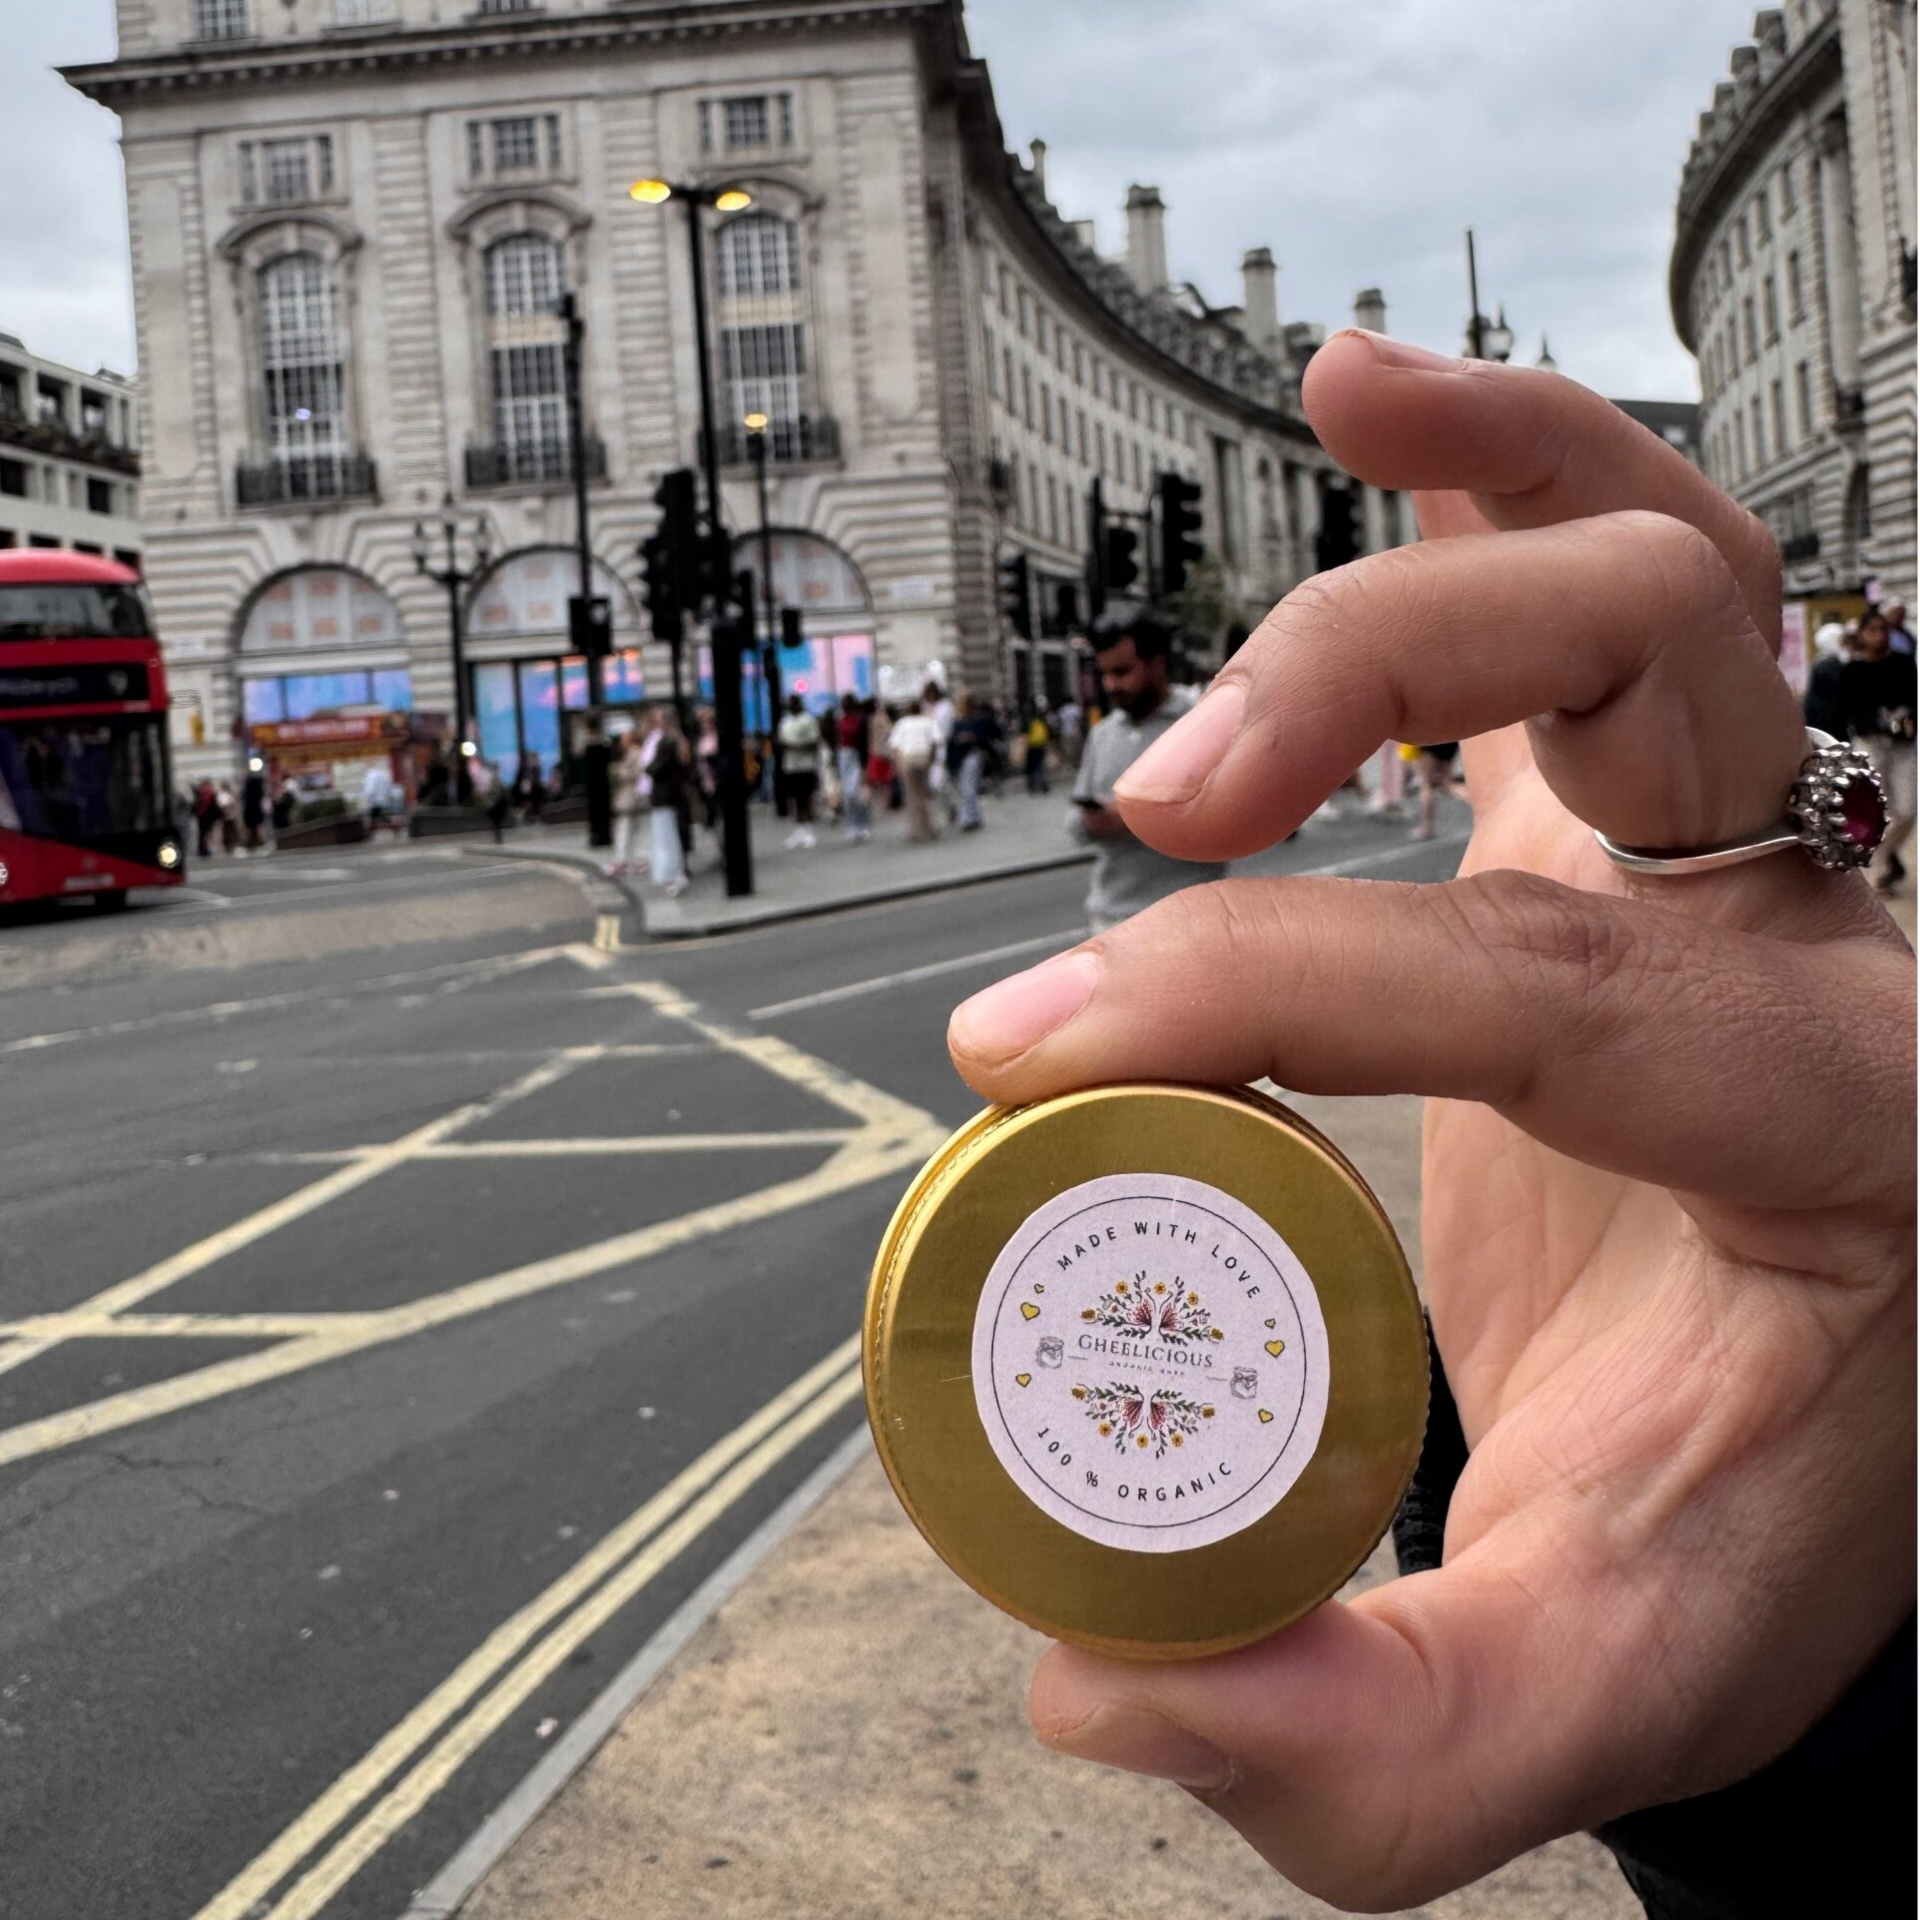 MADE WITH LOVE
GHEELICIOUS
100 % ORGANIC